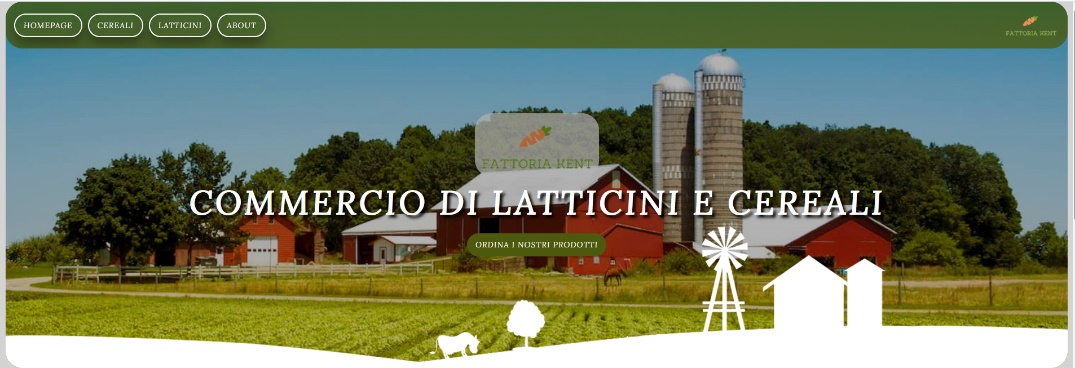 HOMEPAGE
CEREALI
LATTICINI
ABOUT
FATTORIA KENT
FATTORIA KENT
COMMERCIO DI LATTICINI E CEREALI
ORDINA I NOSTRI PRODOTTI